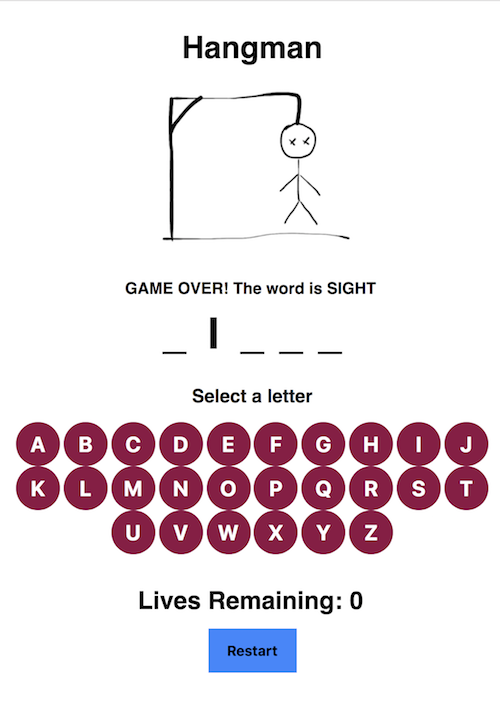 Hangman
GAME OVER! The word is SIGHT
_ I _ _ _
Select a letter
A B C D E F G H I J
K L M N O P Q R S T
U V W X Y Z
Lives Remaining: 0
Restart